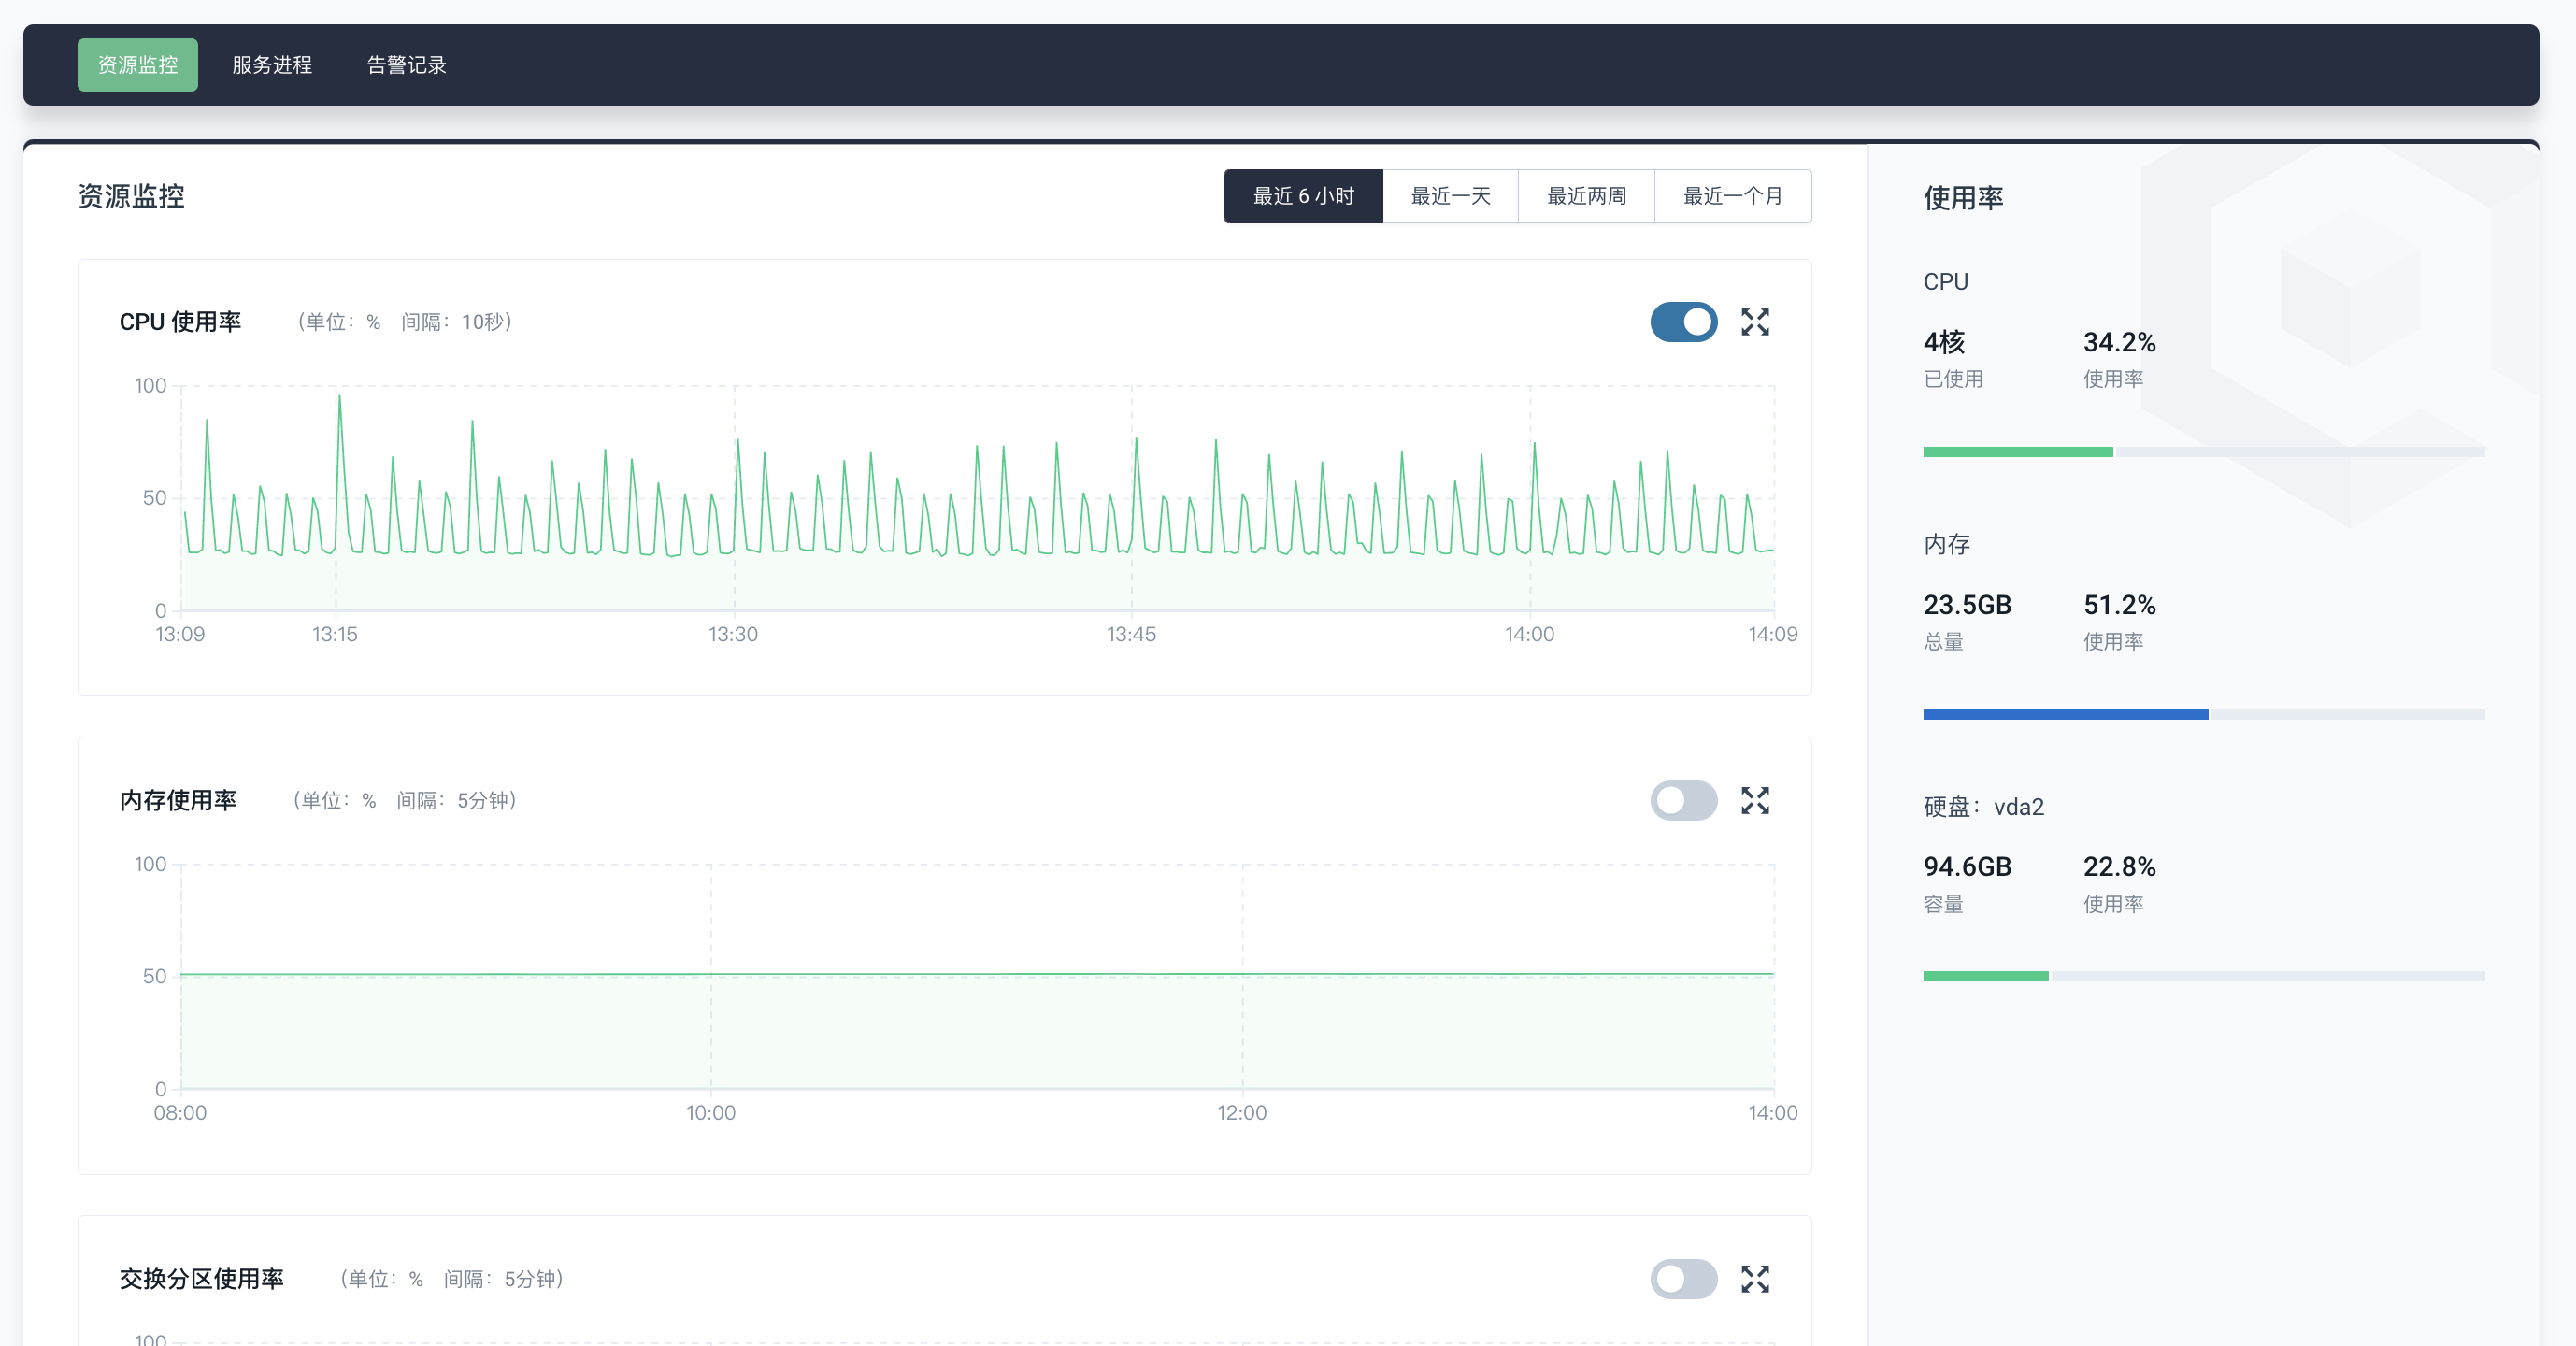 资源监控 服务进程 告警记录
资源监控
最近 6 小时 最近一天 最近两周 最近一个月
CPU 使用率 （单位：% 间隔：10秒）
100
50
0
13:09 13:15 13:30 13:45 14:00 14:09
内存使用率 （单位：% 间隔：5分钟）
100
50
0
08:00 10:00 12:00 14:00
交换分区使用率 （单位：% 间隔：5分钟）
100
使用率
CPU
4核 34.2%
已使用 使用率
内存
23.5GB 51.2%
总量 使用率
硬盘：vda2
94.6GB 22.8%
容量 使用率